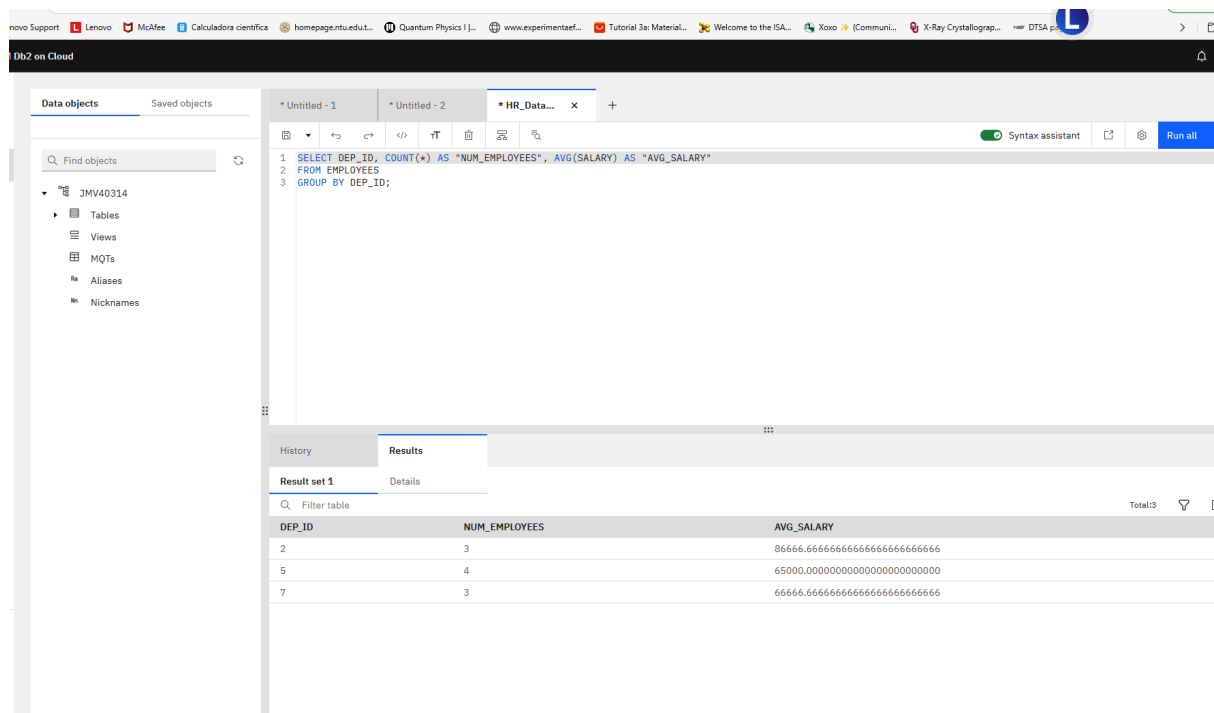 novo Support Lenovo McAfee Calculadora científica homepage.ntu.edu.t... Quantum Physics I |... www.experimentaef... Tutorial 3a: Material... Welcome to the ISA... Xoxo ✨ (Communi... X-Ray Crystallograp... DTSA pa
Db2 on Cloud
Data objects Saved objects
* Untitled - 1 * Untitled - 2 * HR_Data... × +
Syntax assistant Run all
Find objects
JMV40314
Tables
Views
MQTs
Aliases
Nicknames
1 SELECT DEP_ID, COUNT(*) AS "NUM_EMPLOYEES", AVG(SALARY) AS "AVG_SALARY"
2 FROM EMPLOYEES
3 GROUP BY DEP_ID;
History Results
Result set 1 Details
Filter table Total:3
DEP_ID NUM_EMPLOYEES AVG_SALARY
2 3 86666.66666666666666666666666
5 4 65000.00000000000000000000000
7 3 66666.66666666666666666666666